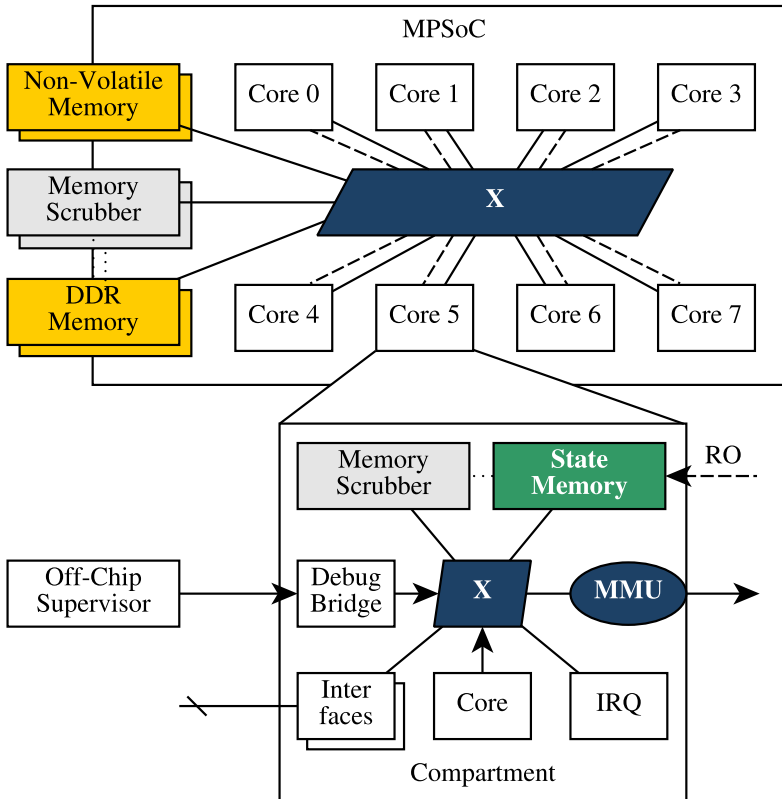 MPSoC
Non-Volatile
Memory
Core 0
Core 1
Core 2
Core 3
Memory
Scrubber
X
DDR
Memory
Core 4
Core 5
Core 6
Core 7
Memory
Scrubber
State
Memory
RO
Off-Chip
Supervisor
Debug
Bridge
X
MMU
Inter
faces
Core
IRQ
Compartment